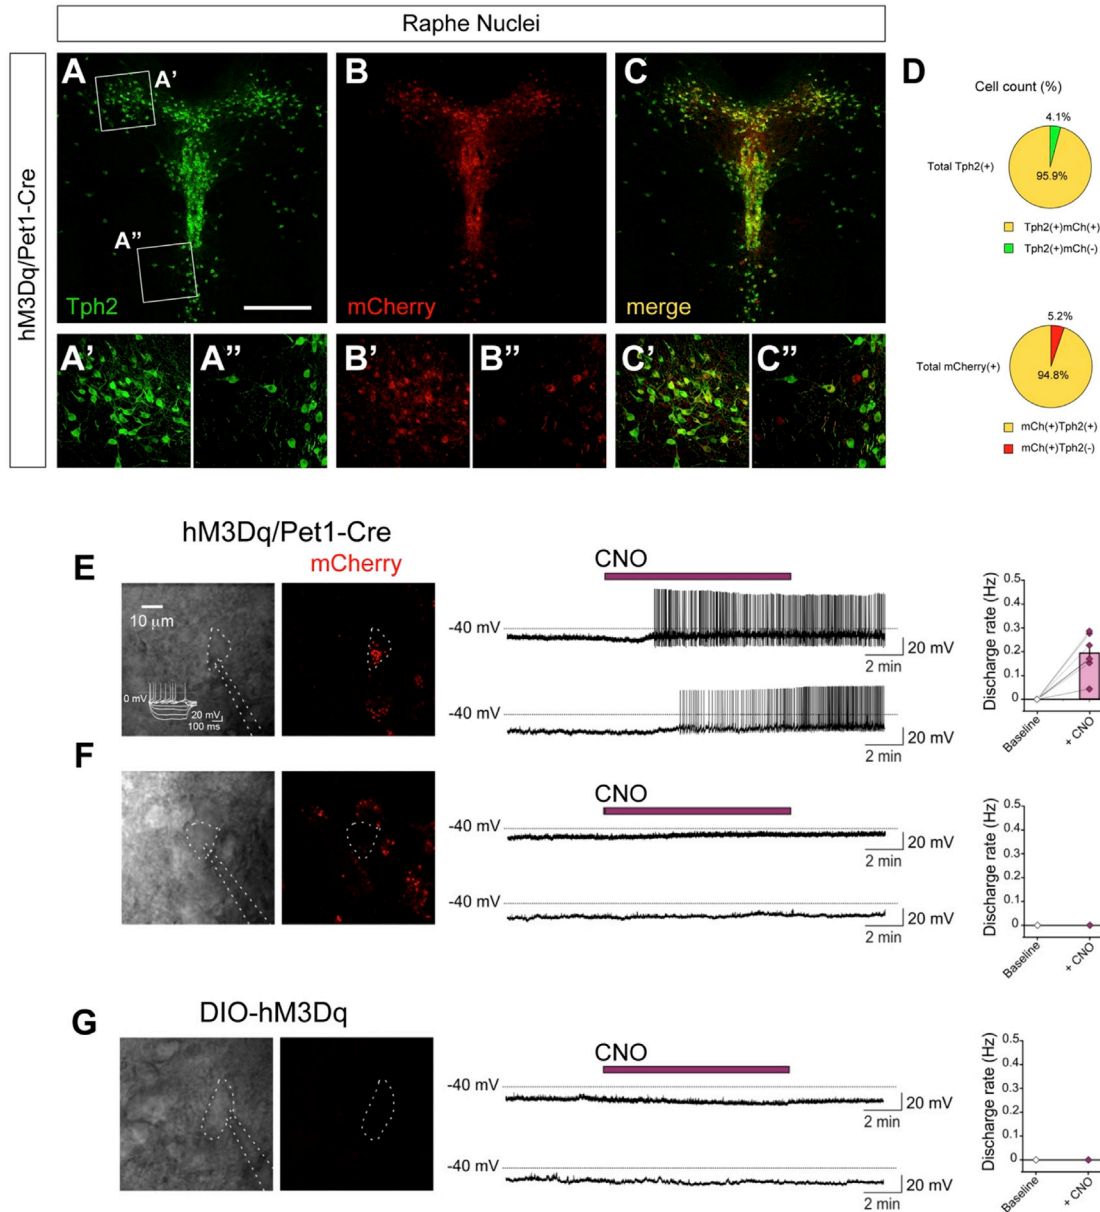 Raphe Nuclei
hM3Dq/Pet1-Cre
A
A'
A"
Tph2
B
mCherry
C
merge
A'
A"
B'
B"
C'
C"
D
Cell count (%)
4.1%
Total Tph2(+)
95.9%
Tph2(+)mCh(+)
Tph2(+)mCh(-)
5.2%
Total mCherry(+)
94.8%
mCh(+)Tph2(+)
mCh(+)Tph2(-)
hM3Dq/Pet1-Cre
E
mCherry
10 μm
0 mV
20 mV
100 ms
CNO
-40 mV
20 mV
2 min
-40 mV
20 mV
2 min
Discharge rate (Hz)
0.5
0.4
0.3
0.2
0.1
0
Baseline
+ CNO
F
CNO
-40 mV
20 mV
2 min
-40 mV
20 mV
2 min
Discharge rate (Hz)
0.5
0.4
0.3
0.2
0.1
0
Baseline
+ CNO
G
DIO-hM3Dq
CNO
-40 mV
20 mV
2 min
-40 mV
20 mV
2 min
Discharge rate (Hz)
0.5
0.4
0.3
0.2
0.1
0
Baseline
+ CNO